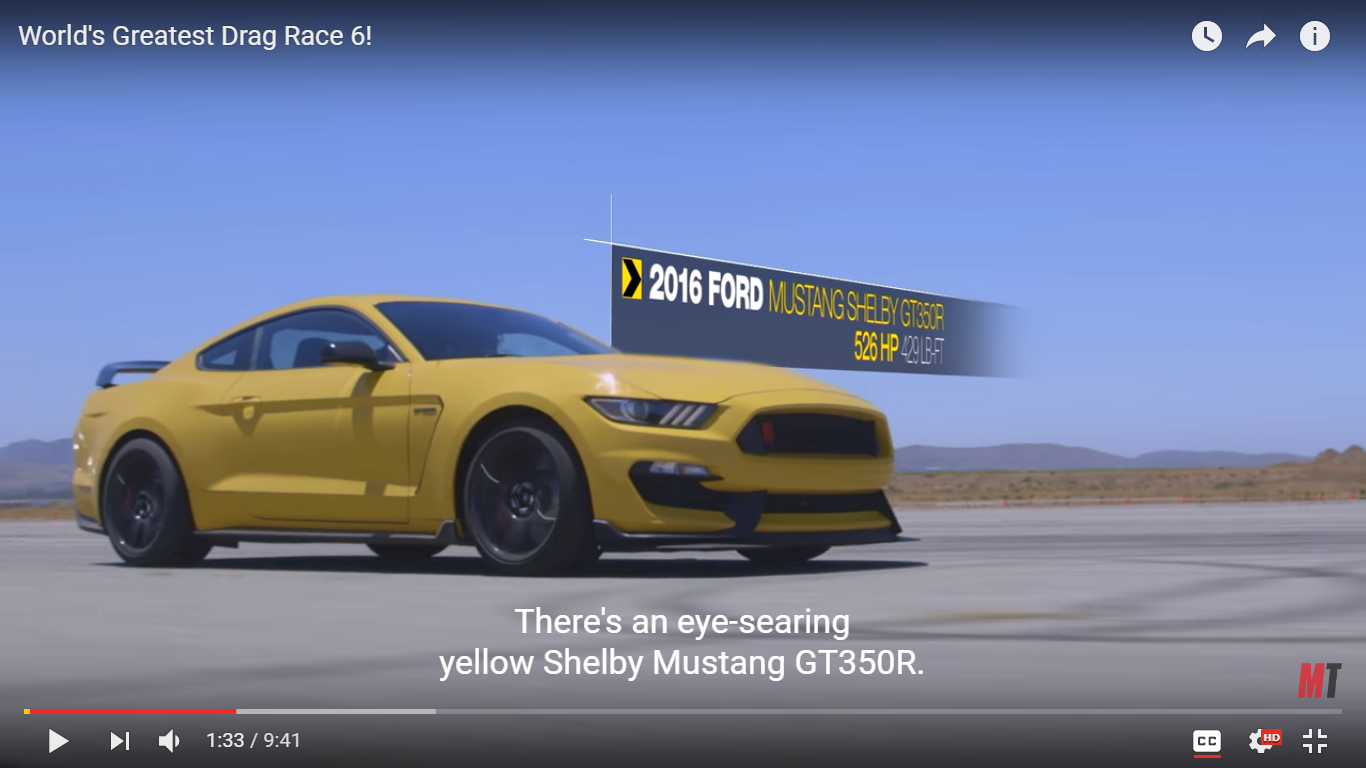 World's Greatest Drag Race 6!
2016 FORD MUSTANG SHELBY GT350R
526 HP 429 LB-FT
There's an eye-searing
yellow Shelby Mustang GT350R.
MT
1:33 / 9:41
CC
HD